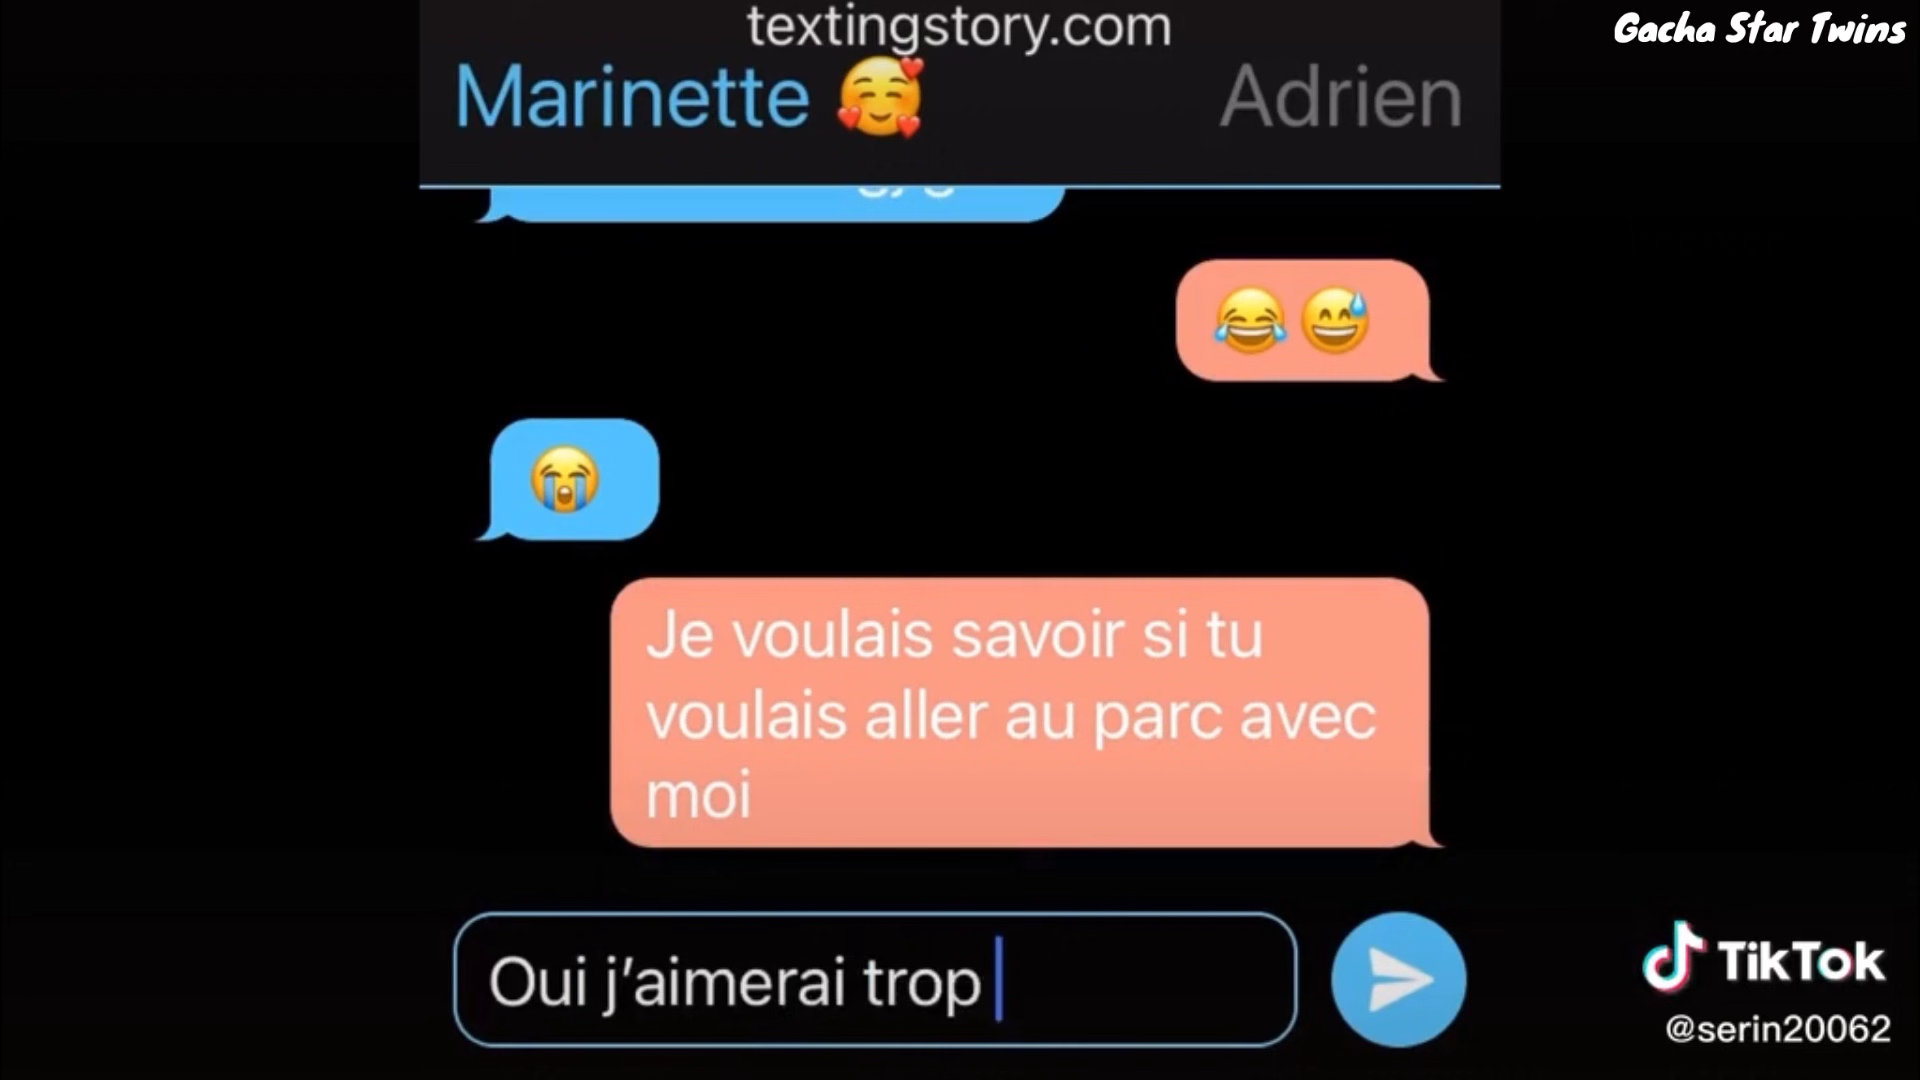 textingstory.com
Gacha Star Twins
Marinette 🥰 Adrien
😂😅
😭
Je voulais savoir si tu
voulais aller au parc avec
moi
Oui j’aimerai trop
TikTok
@serin20062